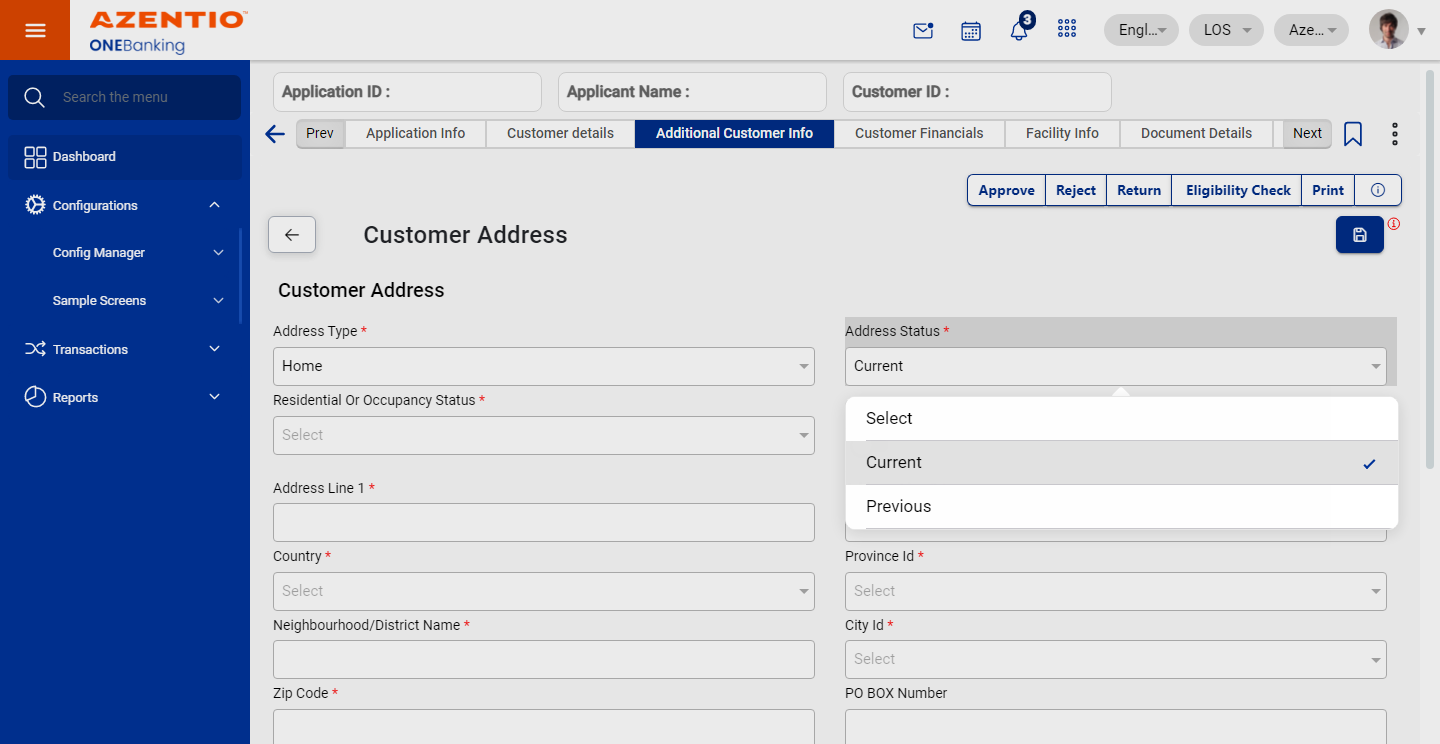 AZENTIO™
ONEBanking
3
Engl...
LOS
Aze...
Search the menu
Dashboard
Configurations
Config Manager
Sample Screens
Transactions
Reports
Application ID :
Applicant Name :
Customer ID :
Prev
Application Info
Customer details
Additional Customer Info
Customer Financials
Facility Info
Document Details
Next
Approve
Reject
Return
Eligibility Check
Print
Customer Address
Customer Address
Address Type *
Address Status *
Home
Current
Residential Or Occupancy Status *
Select
Select
Current
Previous
Address Line 1 *
Country *
Province Id *
Select
Select
Neighbourhood/District Name *
City Id *
Select
Zip Code *
PO BOX Number